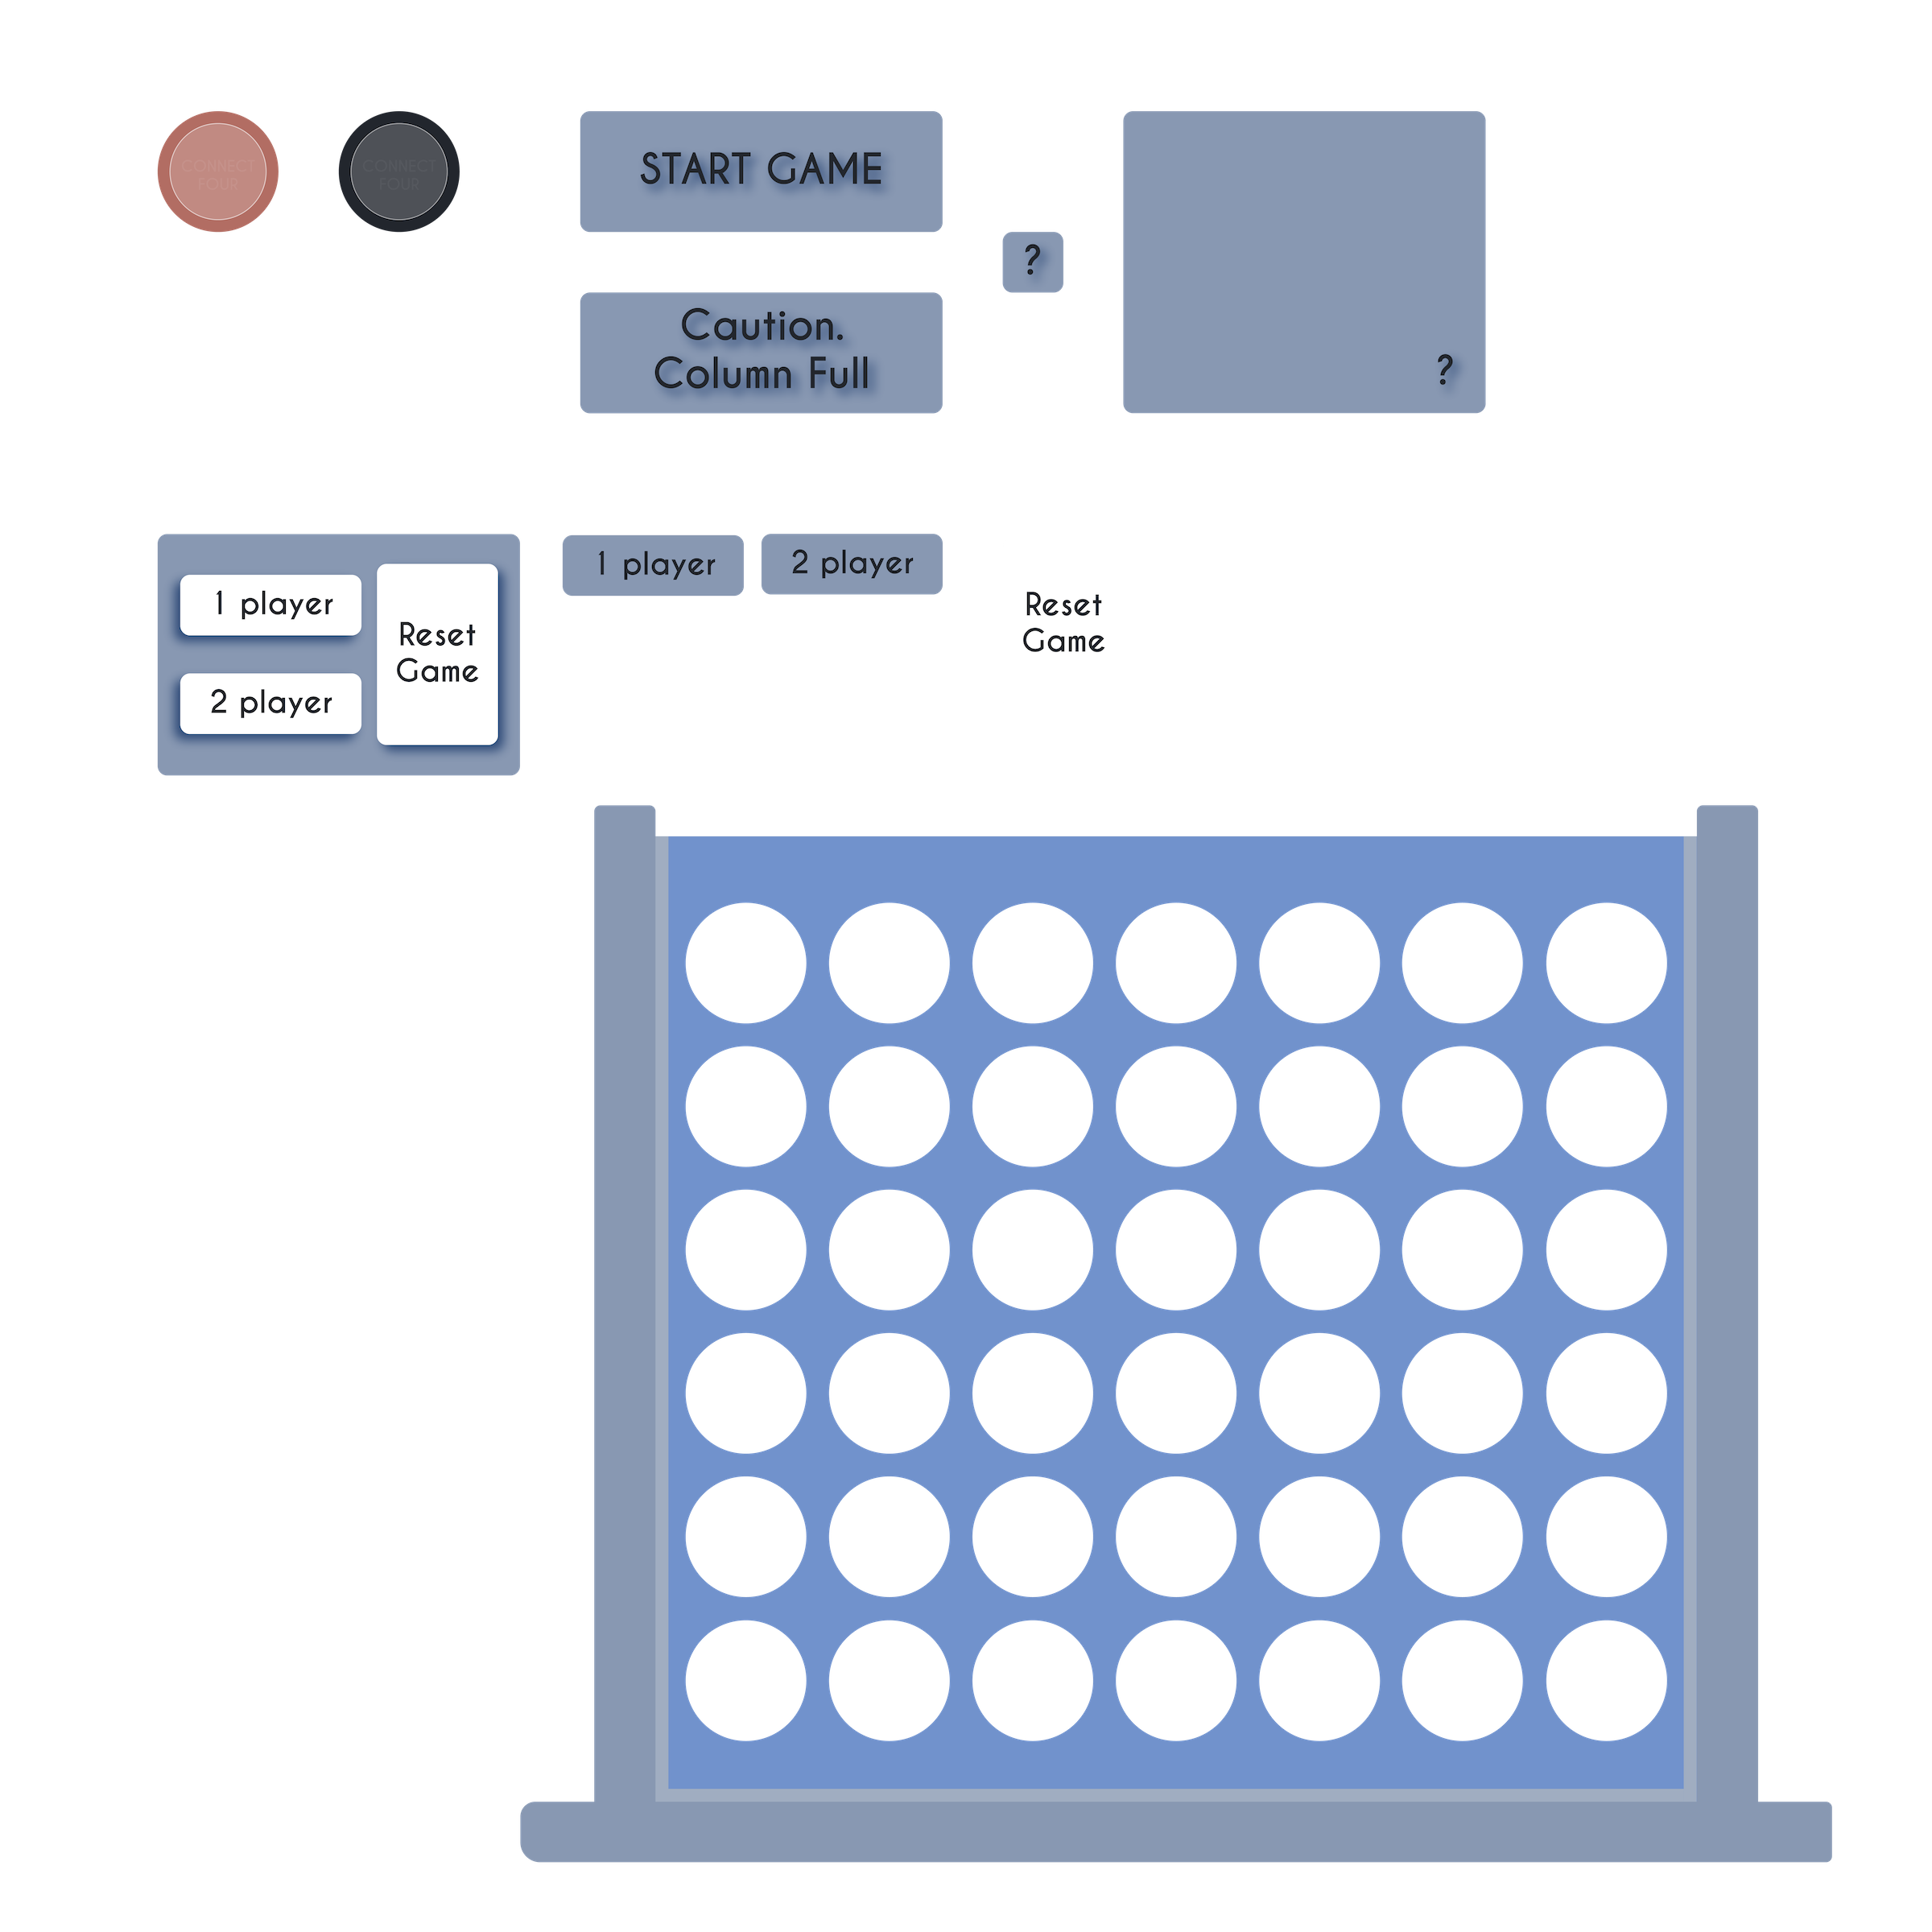 CONNECT
FOUR
CONNECT
FOUR
START GAME
?
Caution.
Column Full
?
1 player
2 player
Reset
Game
1 player
2 player
Reset
Game